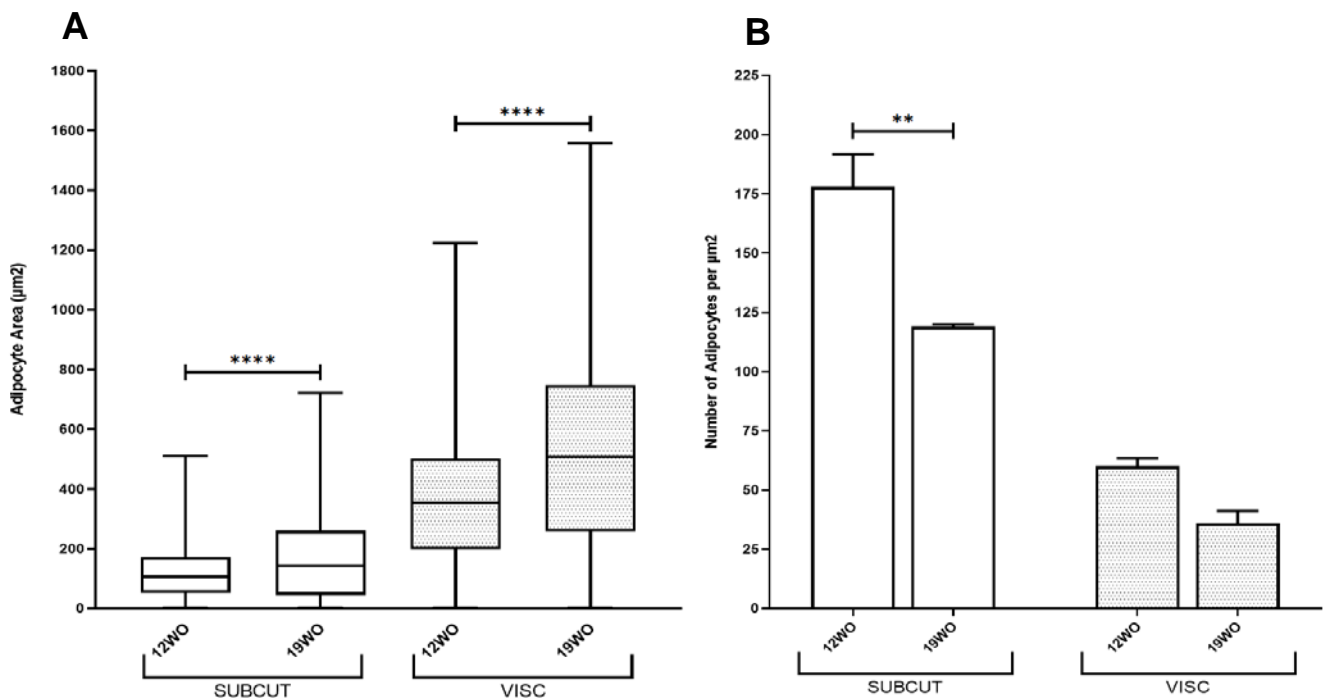 A
Adipocyte Area (µm2)
1800
1600
1400
1200
1000
800
600
400
200
0
****
****
12WO
19WO
12WO
19WO
SUBCUT
VISC
B
Number of Adipocytes per µm2
225
200
175
150
125
100
75
50
25
0
**
12WO
19WO
12WO
19WO
SUBCUT
VISC